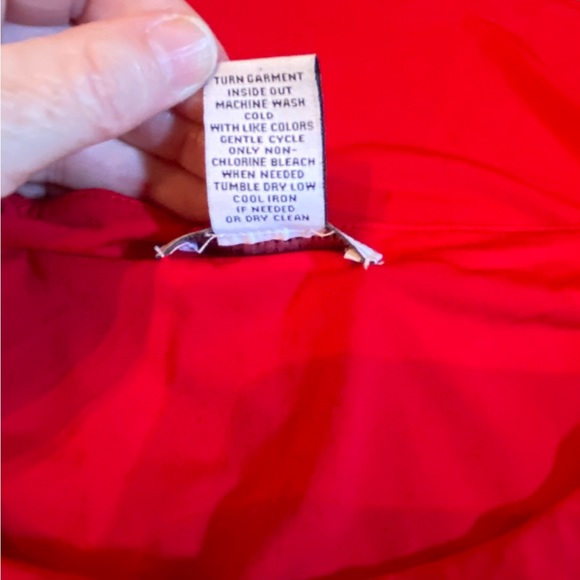 TURN GARMENT
INSIDE OUT
MACHINE WASH
COLD
WITH LIKE COLORS
GENTLE CYCLE
ONLY NON-
CHLORINE BLEACH
WHEN NEEDED
TUMBLE DRY LOW
COOL IRON
IF NEEDED
OR DRY CLEAN